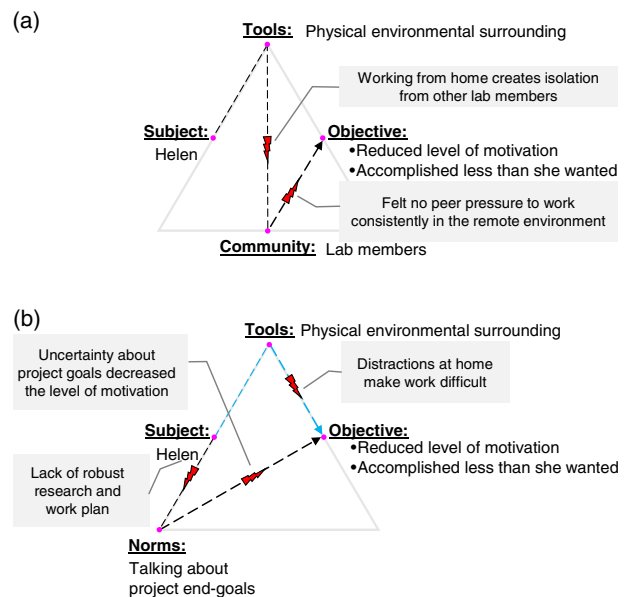 (a)
Tools: Physical environmental surrounding
Working from home creates isolation
from other lab members
Subject:
Helen
Objective:
•Reduced level of motivation
•Accomplished less than she wanted
Felt no peer pressure to work
consistently in the remote environment
Community: Lab members
(b)
Tools: Physical environmental surrounding
Uncertainty about
project goals decreased
the level of motivation
Distractions at home
make work difficult
Subject:
Helen
Objective:
•Reduced level of motivation
•Accomplished less than she wanted
Lack of robust
research and
work plan
Norms:
Talking about
project end-goals